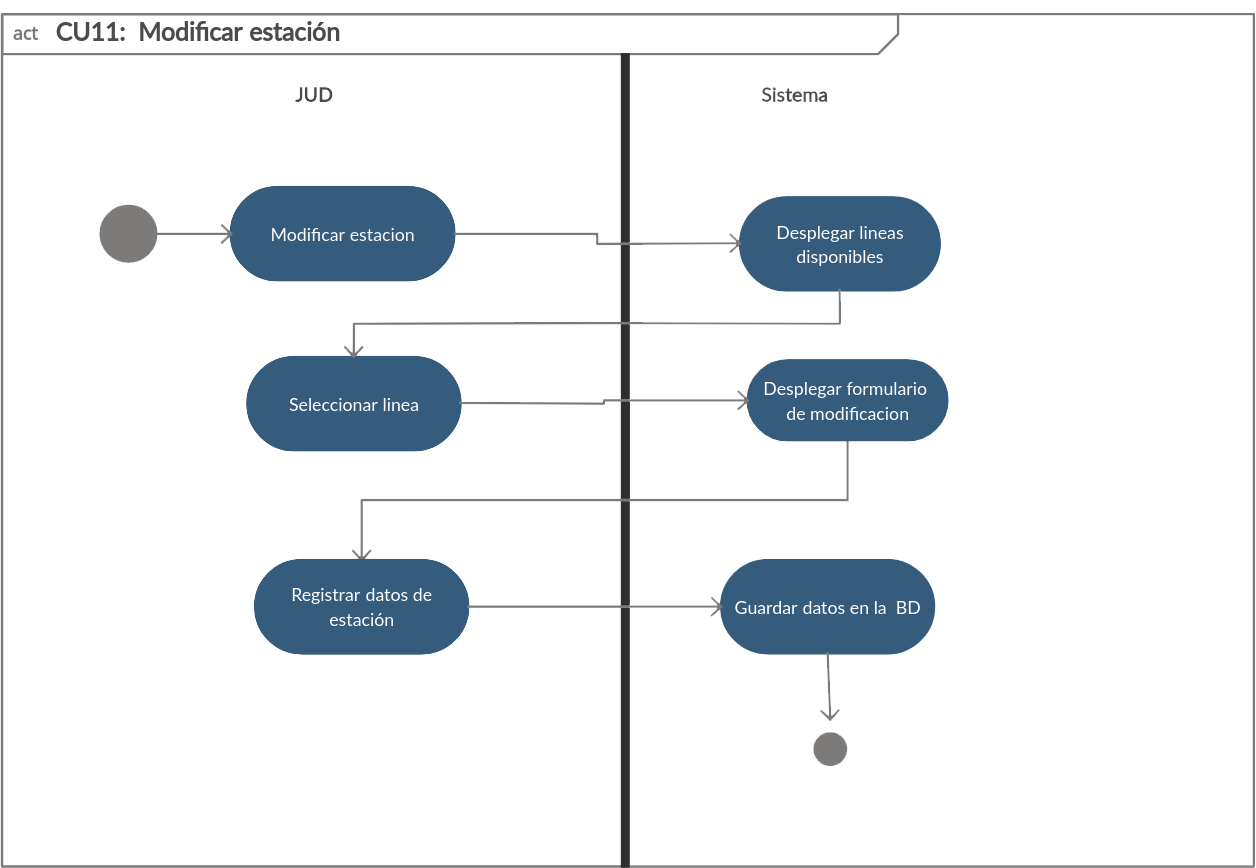 act CU11: Modificar estación
JUD
Sistema
Modificar estacion
Desplegar lineas
disponibles
Seleccionar linea
Desplegar formulario
de modificacion
Registrar datos de
estación
Guardar datos en la BD